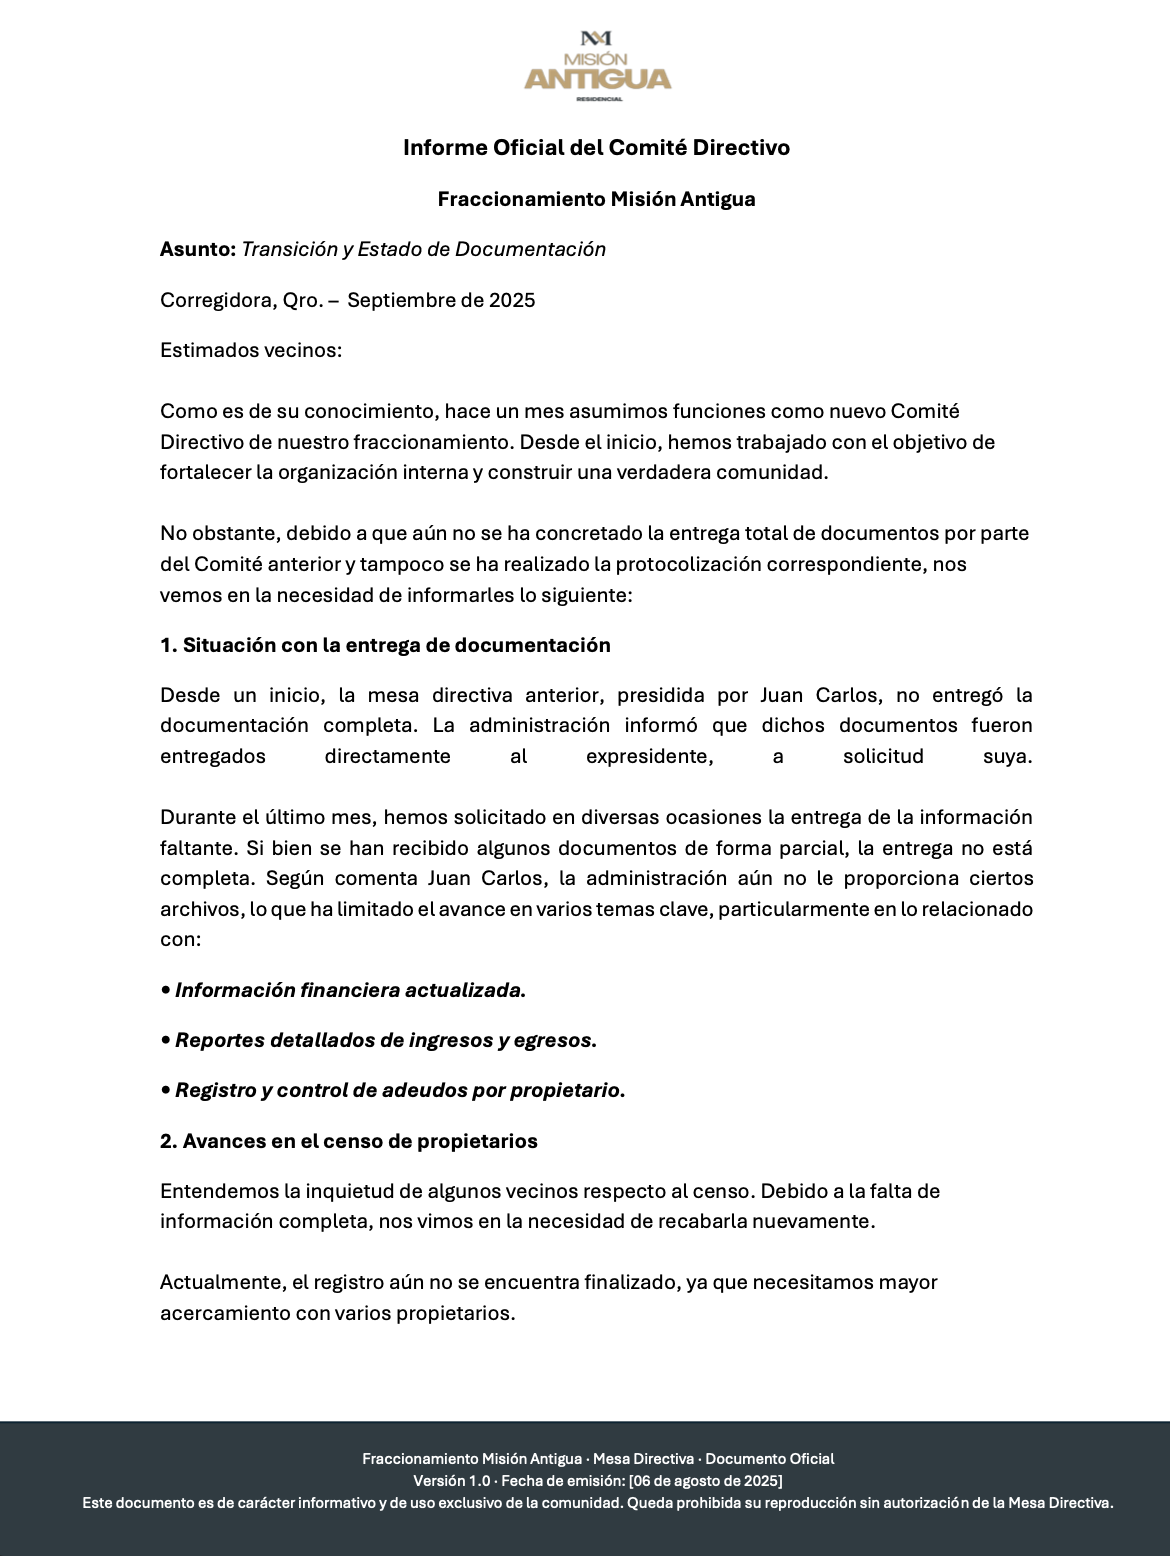 MISIÓN
ANTIGUA
RESIDENCIAL
Informe Oficial del Comité Directivo
Fraccionamiento Misión Antigua
Asunto: Transición y Estado de Documentación
Corregidora, Qro. – Septiembre de 2025
Estimados vecinos:
Como es de su conocimiento, hace un mes asumimos funciones como nuevo Comité
Directivo de nuestro fraccionamiento. Desde el inicio, hemos trabajado con el objetivo de
fortalecer la organización interna y construir una verdadera comunidad.
No obstante, debido a que aún no se ha concretado la entrega total de documentos por parte
del Comité anterior y tampoco se ha realizado la protocolización correspondiente, nos
vemos en la necesidad de informarles lo siguiente:
1. Situación con la entrega de documentación
Desde un inicio, la mesa directiva anterior, presidida por Juan Carlos, no entregó la
documentación completa. La administración informó que dichos documentos fueron
entregados directamente al expresidente, a solicitud suya.
Durante el último mes, hemos solicitado en diversas ocasiones la entrega de la información
faltante. Si bien se han recibido algunos documentos de forma parcial, la entrega no está
completa. Según comenta Juan Carlos, la administración aún no le proporciona ciertos
archivos, lo que ha limitado el avance en varios temas clave, particularmente en lo relacionado
con:
• Información financiera actualizada.
• Reportes detallados de ingresos y egresos.
• Registro y control de adeudos por propietario.
2. Avances en el censo de propietarios
Entendemos la inquietud de algunos vecinos respecto al censo. Debido a la falta de
información completa, nos vimos en la necesidad de recabarla nuevamente.
Actualmente, el registro aún no se encuentra finalizado, ya que necesitamos mayor
acercamiento con varios propietarios.
Fraccionamiento Misión Antigua · Mesa Directiva · Documento Oficial
Versión 1.0 · Fecha de emisión: [06 de agosto de 2025]
Este documento es de carácter informativo y de uso exclusivo de la comunidad. Queda prohibida su reproducción sin autorización de la Mesa Directiva.